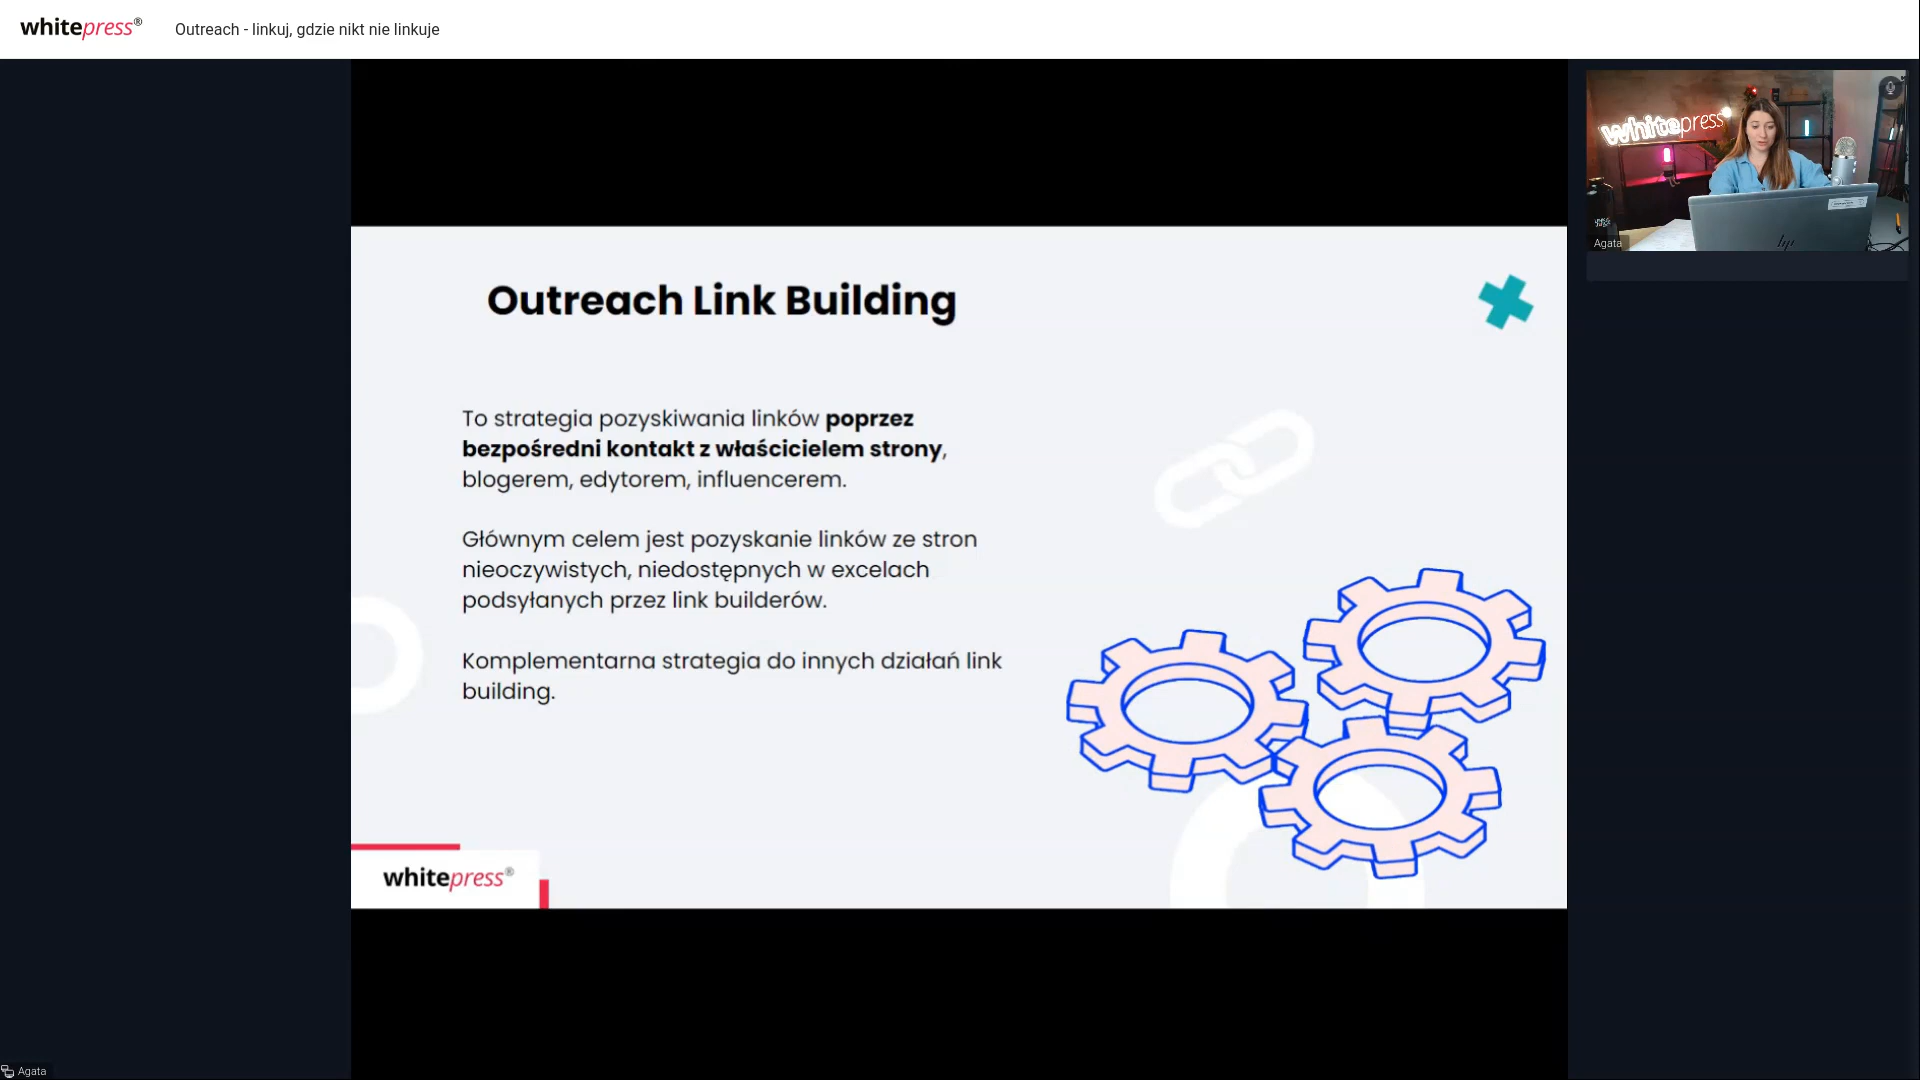 whitepress®
Outreach - linkuj, gdzie nikt nie linkuje
whitepress
hp
Agata
Outreach Link Building
To strategia pozyskiwania linków poprzez
bezpośredni kontakt z właścicielem strony,
blogerem, edytorem, influencerem.
Głównym celem jest pozyskanie linków ze stron
nieoczywistych, niedostępnych w excelach
podsyłanych przez link builderów.
Komplementarna strategia do innych działań link
building.
whitepress®
Agata